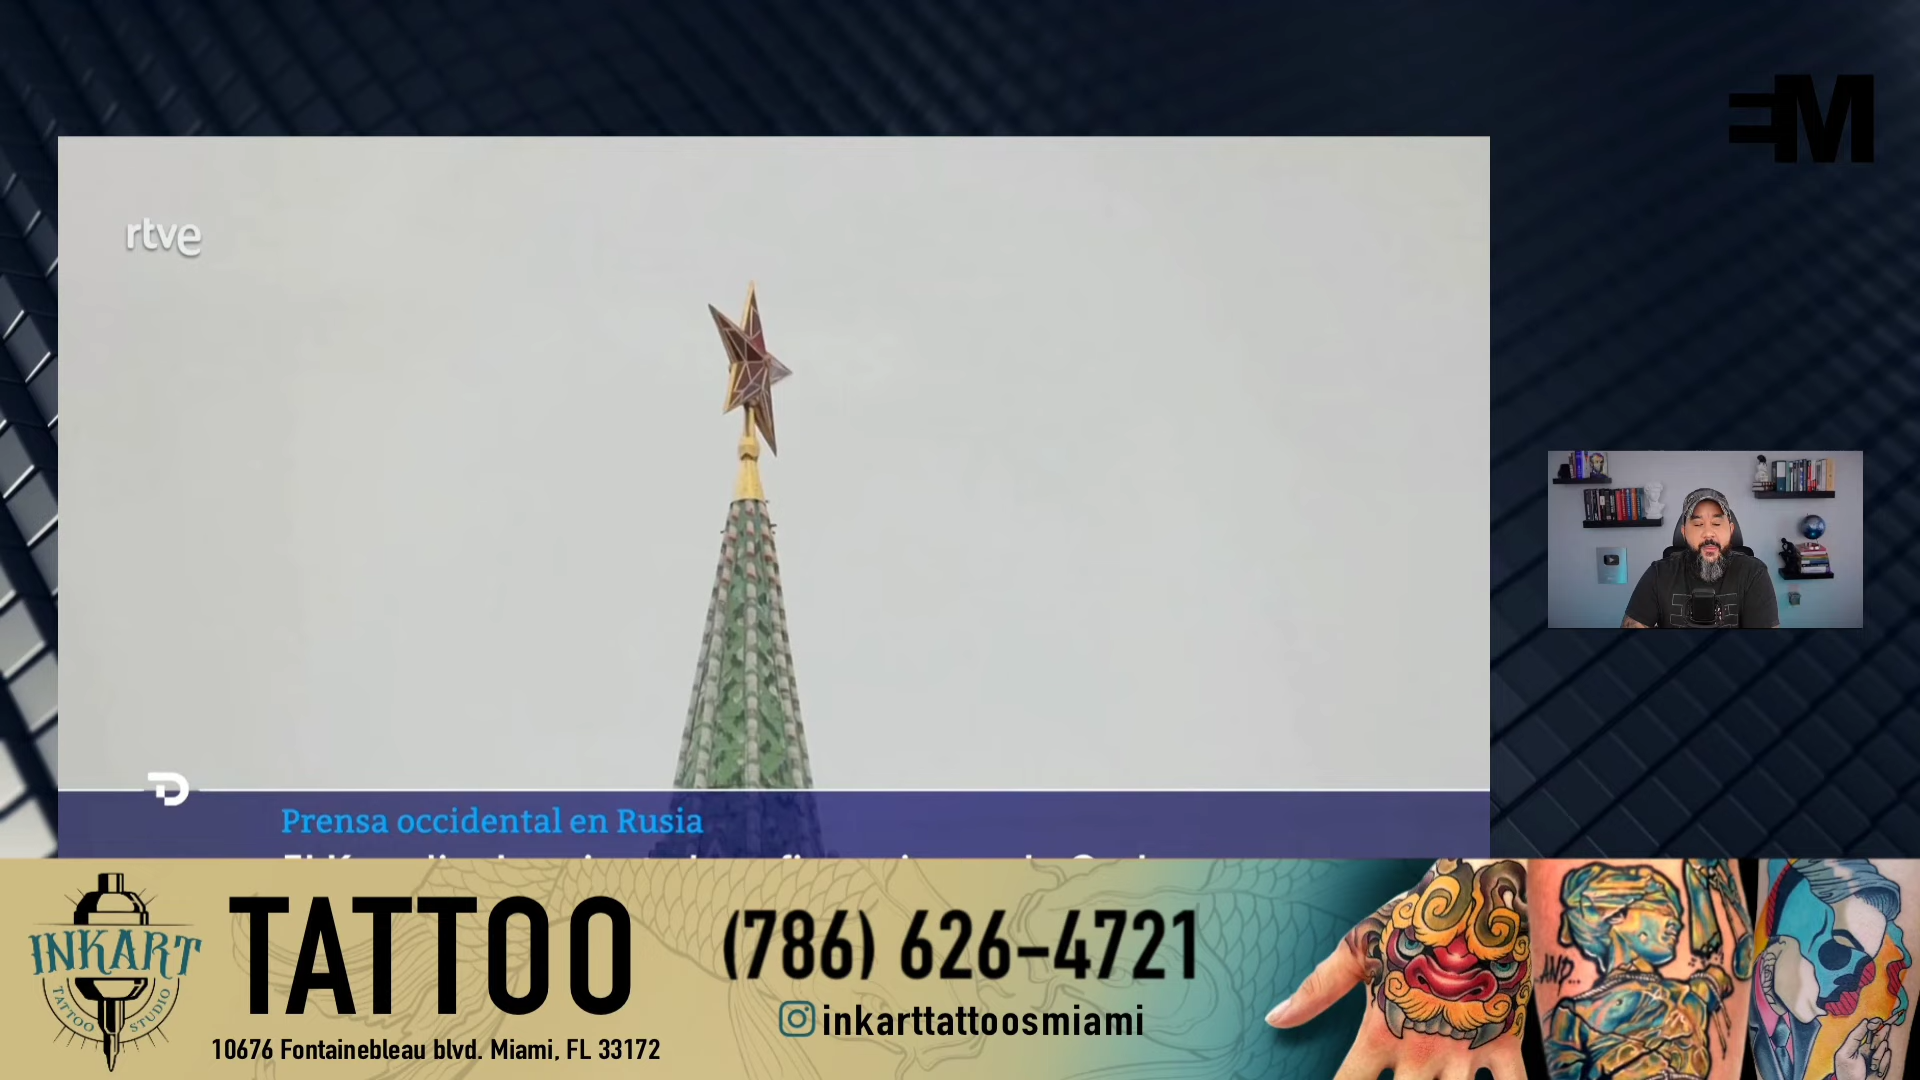 EM
rtve
Prensa occidental en Rusia
INKART
TATTOO STUDIO
TATTOO
10676 Fontainebleau blvd. Miami, FL 33172
(786) 626-4721
inkarttattoosmiami